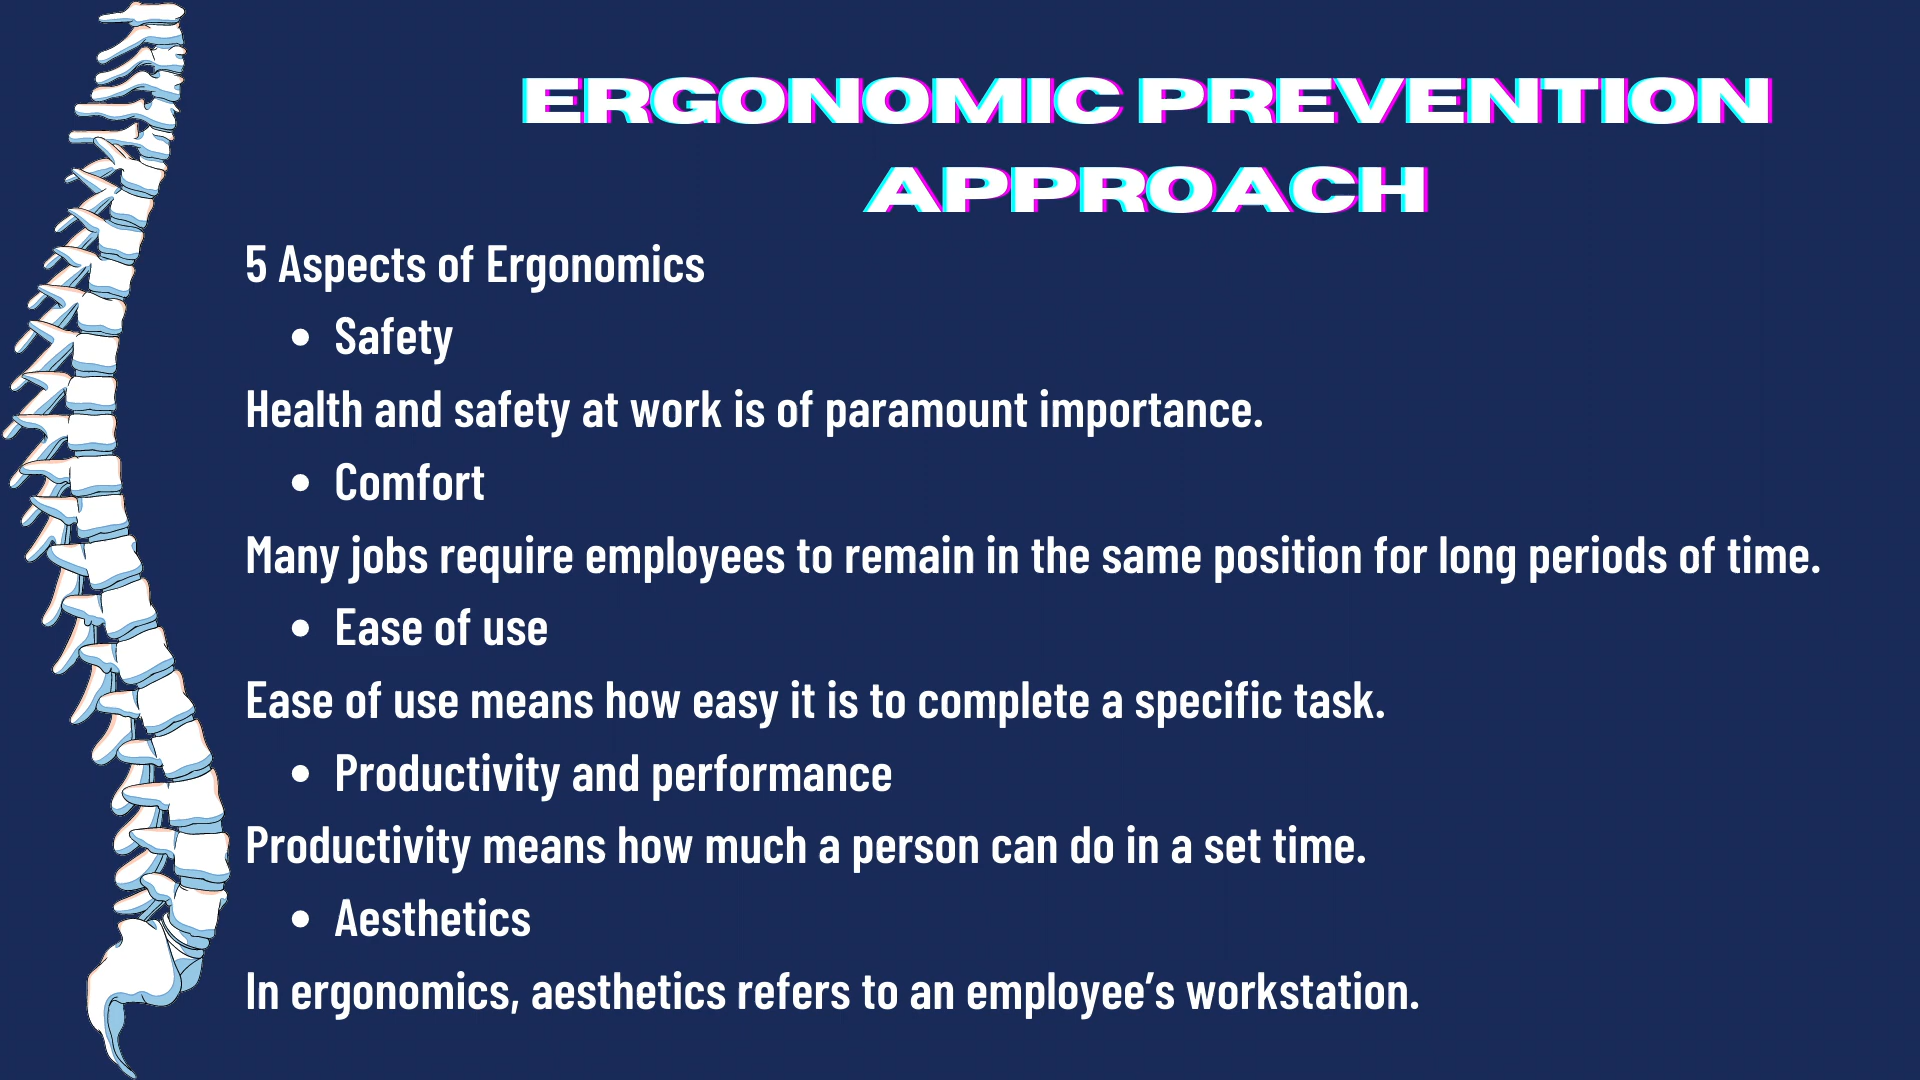 ERGONOMIC PREVENTION
APPROACH
5 Aspects of Ergonomics
• Safety
Health and safety at work is of paramount importance.
• Comfort
Many jobs require employees to remain in the same position for long periods of time.
• Ease of use
Ease of use means how easy it is to complete a specific task.
• Productivity and performance
Productivity means how much a person can do in a set time.
• Aesthetics
In ergonomics, aesthetics refers to an employee’s workstation.